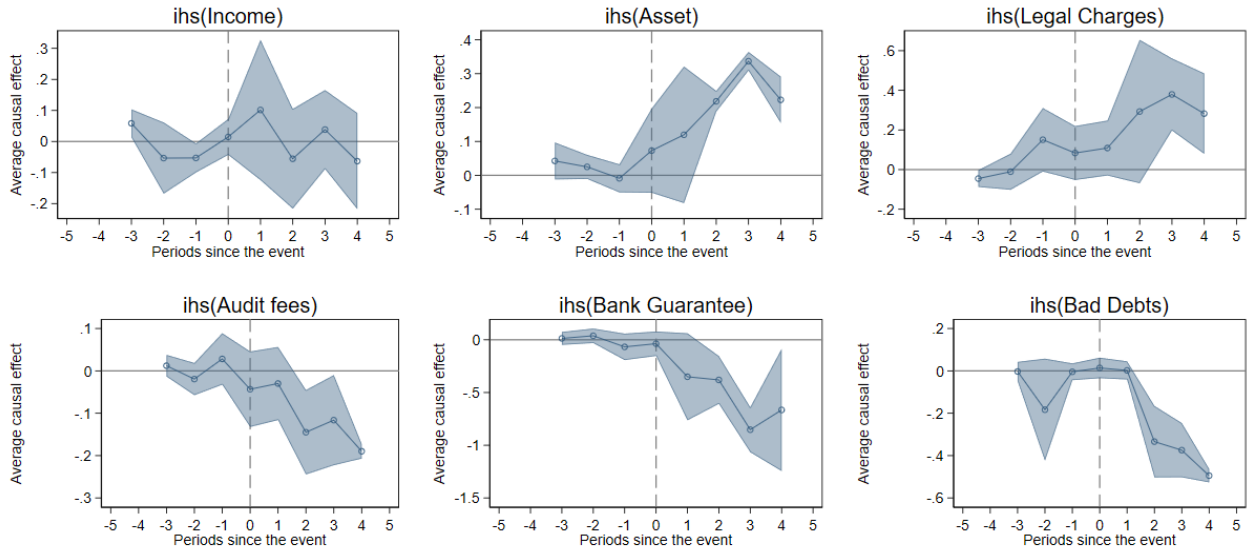 ihs(Income)
Average causal effect
.3
.2
.1
0
-.1
-.2
-5 -4 -3 -2 -1 0 1 2 3 4 5
Periods since the event
ihs(Asset)
Average causal effect
.4
.3
.2
.1
0
-.1
-5 -4 -3 -2 -1 0 1 2 3 4 5
Periods since the event
ihs(Legal Charges)
Average causal effect
.6
.4
.2
0
-.2
-5 -4 -3 -2 -1 0 1 2 3 4 5
Periods since the event
ihs(Audit fees)
Average causal effect
.1
0
-.1
-.2
-.3
-5 -4 -3 -2 -1 0 1 2 3 4 5
Periods since the event
ihs(Bank Guarantee)
Average causal effect
0
-.5
-1
-1.5
-5 -4 -3 -2 -1 0 1 2 3 4 5
Periods since the event
ihs(Bad Debts)
Average causal effect
.2
0
-.2
-.4
-.6
-5 -4 -3 -2 -1 0 1 2 3 4 5
Periods since the event